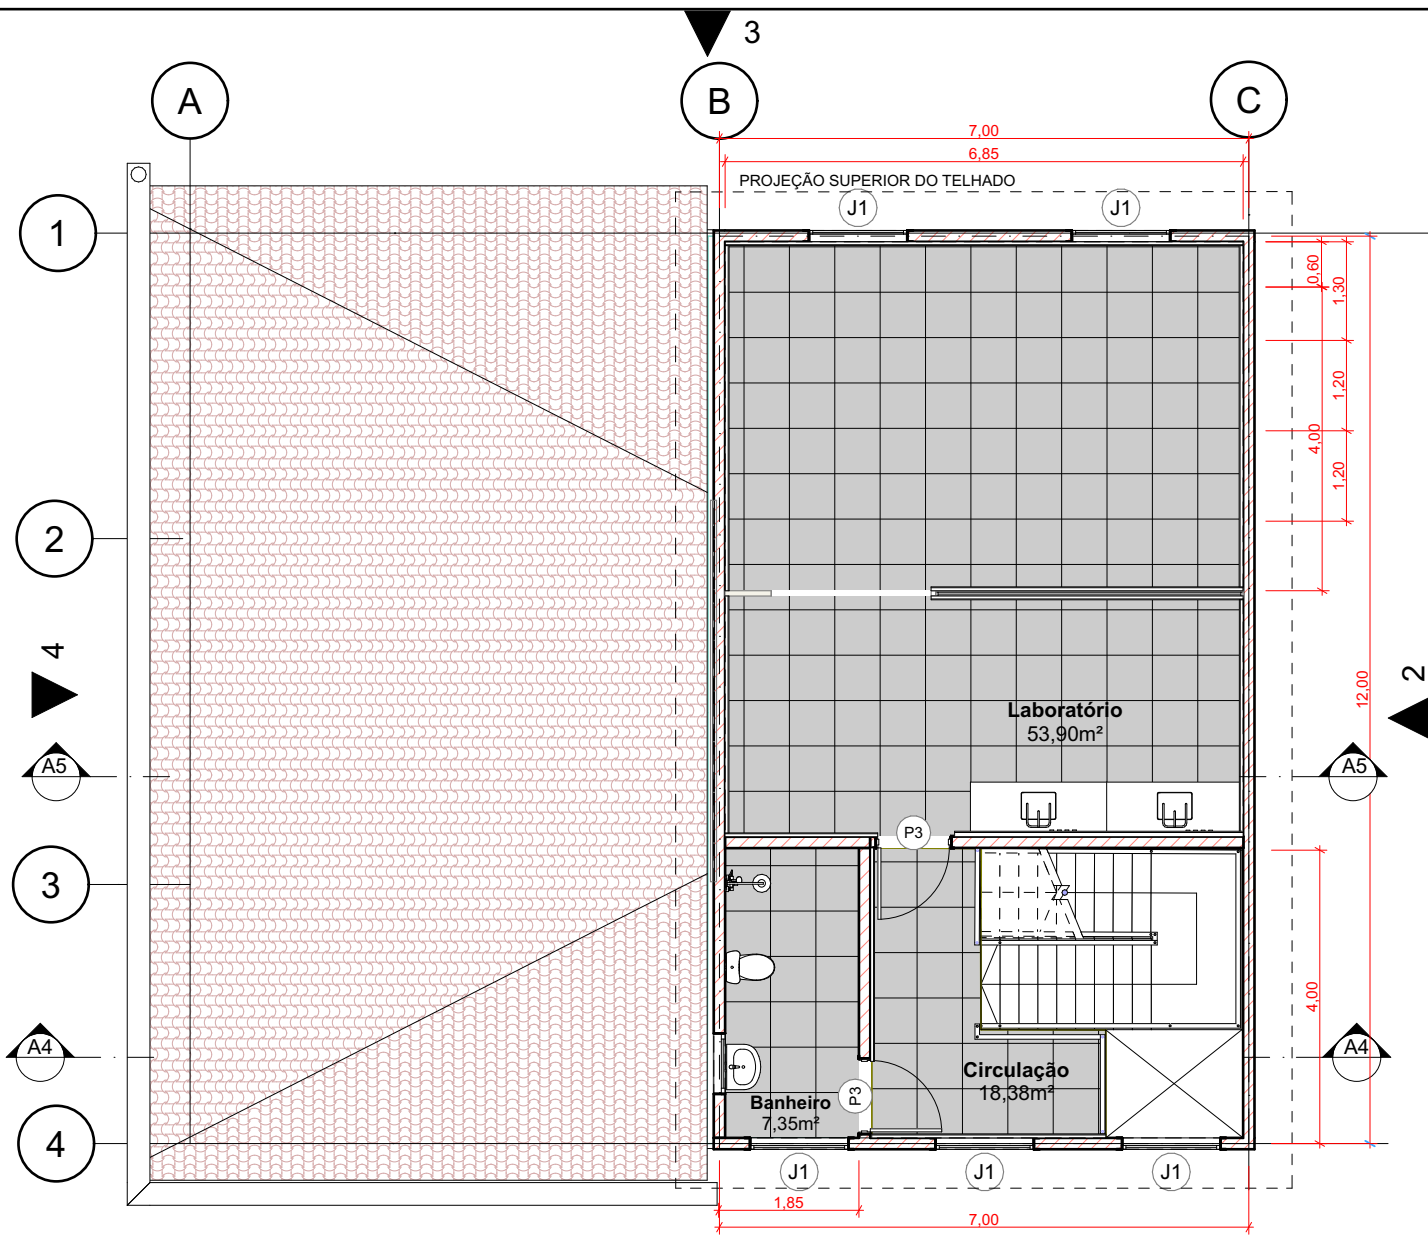 3
A
B
C
7,00
6,85
PROJEÇÃO SUPERIOR DO TELHADO
J1
J1
1
0,60
1,30
1,20
4,00
1,20
2
4
2
12,00
Laboratório
53,90m²
A5
A5
P3
3
4,00
A4
A4
Circulação
18,38m²
P3
Banheiro
7,35m²
4
J1
J1
J1
1,85
7,00